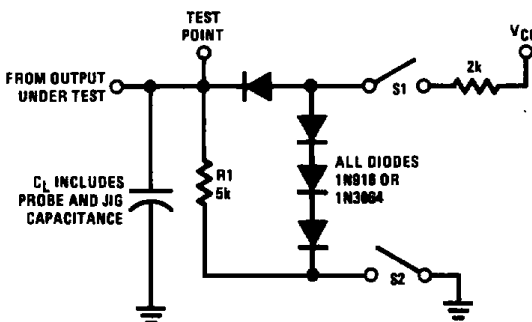 TEST
POINT
FROM OUTPUT
UNDER TEST
S1
2k
R1
5k
ALL DIODES
1N916 OR
1N3064
CL INCLUDES
PROBE AND JIG
CAPACITANCE
S2